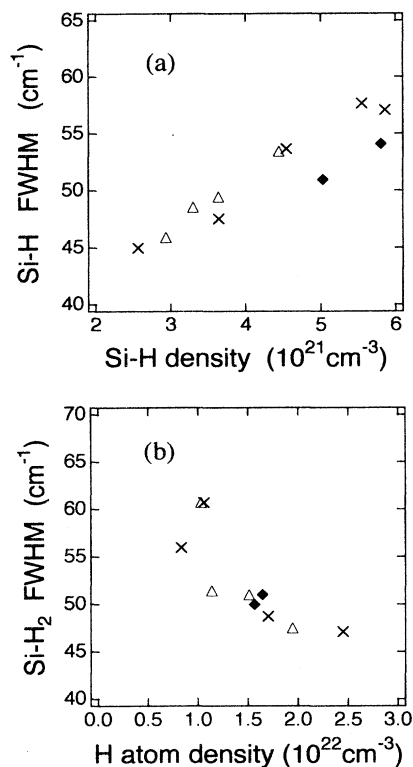 (a)
65
60
55
50
45
40
Si-H FWHM (cm⁻¹)
2 3 4 5 6
Si-H density (10²¹cm⁻³)
(b)
70
65
60
55
50
45
40
Si-H₂ FWHM (cm⁻¹)
0.0 0.5 1.0 1.5 2.0 2.5 3.0
H atom density (10²²cm⁻³)